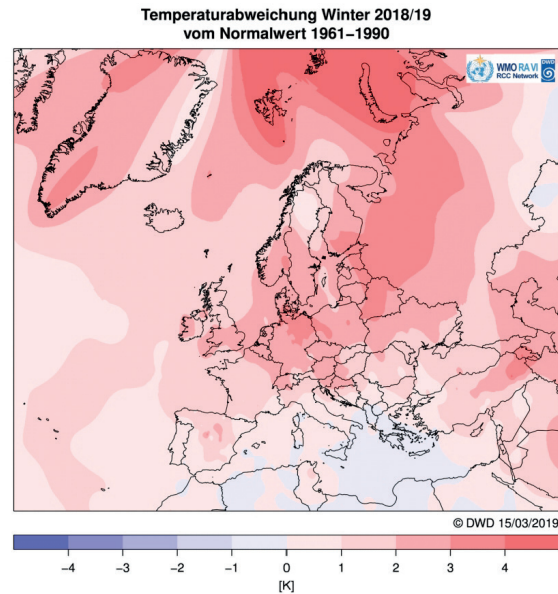 Temperaturabweichung Winter 2018/19
vom Normalwert 1961−1990
WMO RA VI
RCC Network
DWD
© DWD 15/03/2019
−4 −3 −2 −1 0 1 2 3 4
[K]